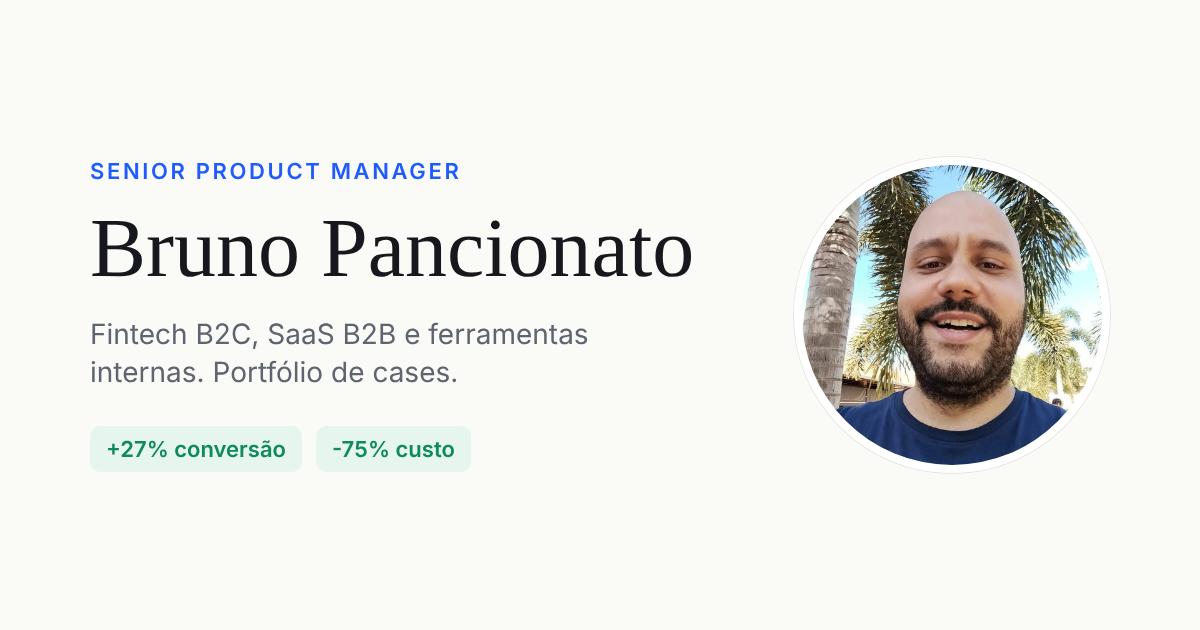 SENIOR PRODUCT MANAGER
Bruno Pancionato
Fintech B2C, SaaS B2B e ferramentas
internas. Portfólio de cases.
+27% conversão
-75% custo